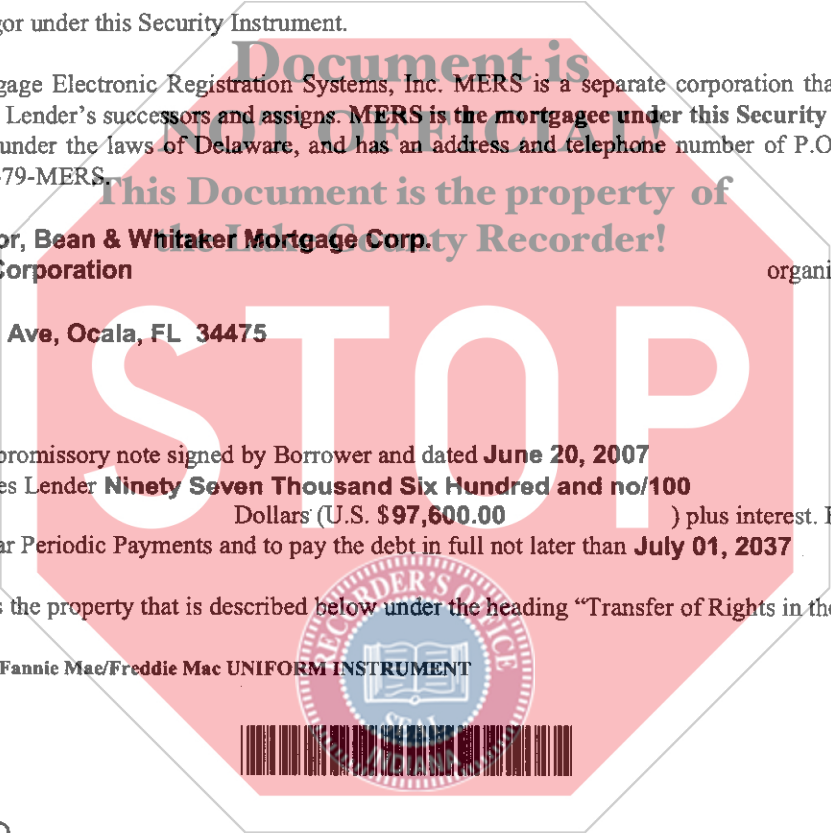 gor under this Security Instrument.
Document is
gage Electronic Registration Systems, Inc. MERS is a separate corporation tha
Lender's successors and assigns. MERS is the mortgagee under this Security
NOT OFFICIAL!
under the laws of Delaware, and has an address and telephone number of P.O
-79-MERS.
This Document is the property of
the Lake County Recorder!
or, Bean & Whitaker Mortgage Corp.
Corporation organi
Ave, Ocala, FL 34475
STOP
promissory note signed by Borrower and dated June 20, 2007
es Lender Ninety Seven Thousand Six Hundred and no/100
Dollars (U.S. $97,600.00 ) plus interest.
ar Periodic Payments and to pay the debt in full not later than July 01, 2037
s the property that is described below under the heading "Transfer of Rights in the
Fannie Mae/Freddie Mac UNIFORM INSTRUMENT
RECORDER'S OFFICE
SEAL
INDIANA